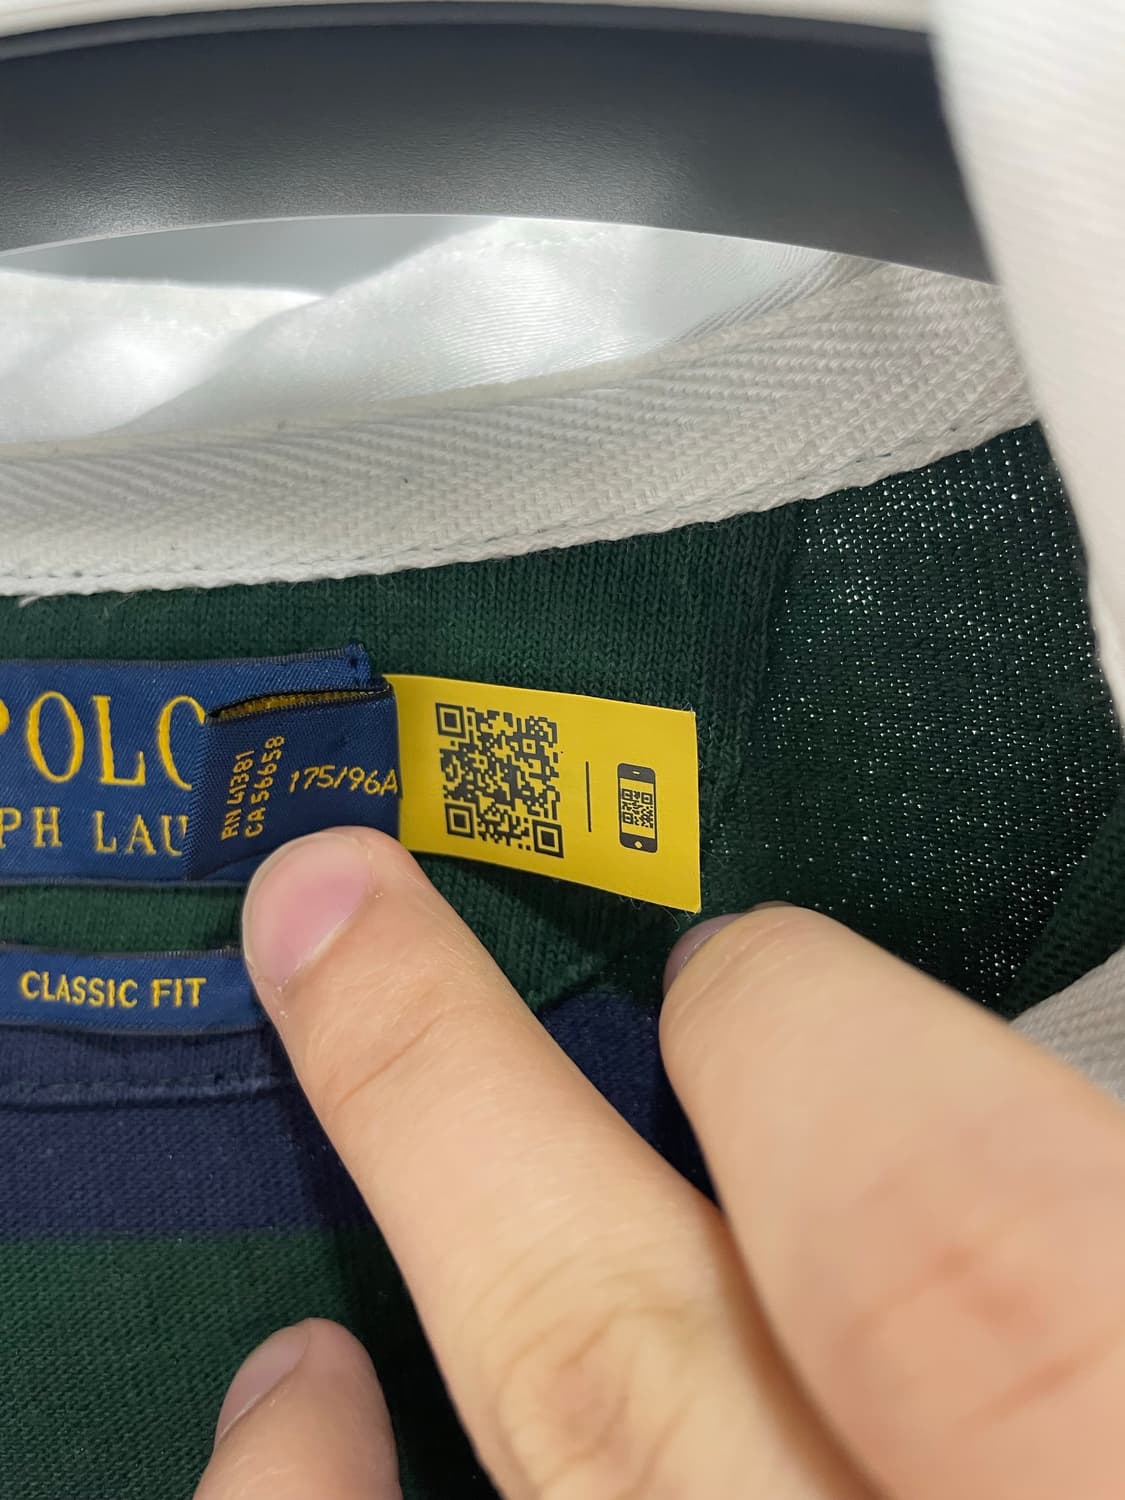 POLO
PH LAU
RN 41381
CA 56658
175/96A
CLASSIC FIT